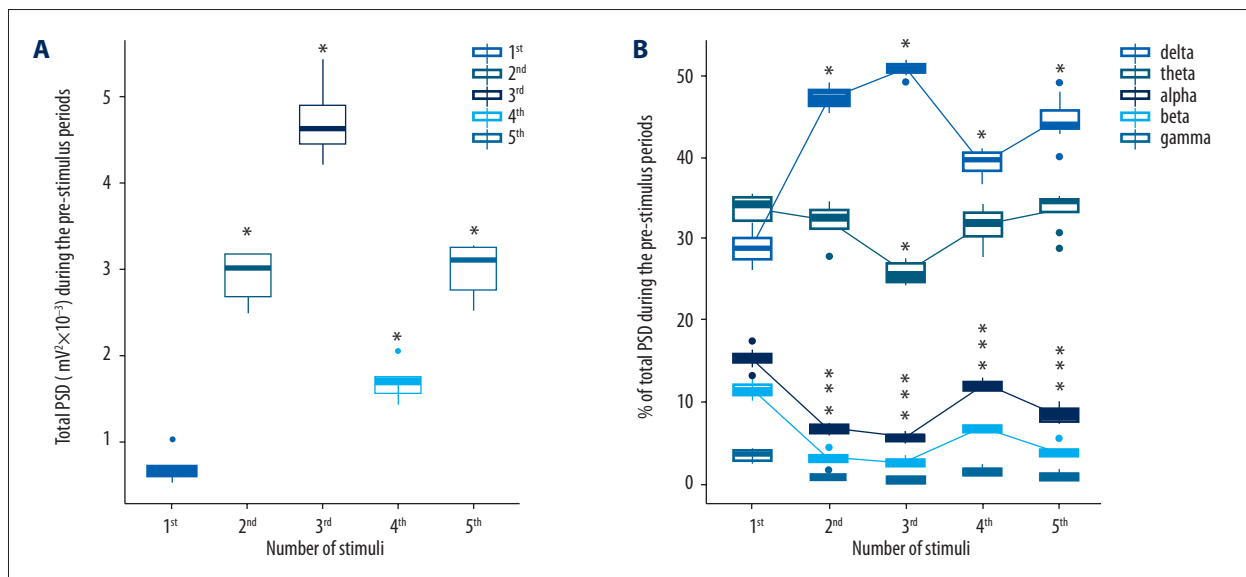 A
Total PSD ( mV²×10⁻³) during the pre-stimulus periods
5
4
3
2
1
*
*
*
*
1ˢᵗ
2ⁿᵈ
3ʳᵈ
4ᵗʰ
5ᵗʰ
1ˢᵗ 2ⁿᵈ 3ʳᵈ 4ᵗʰ 5ᵗʰ
Number of stimuli
B
% of total PSD during the pre-stimulus periods
50
40
30
20
10
0
*
*
*
*
*
* * *
* * *
* * *
* * *
delta
theta
alpha
beta
gamma
1ˢᵗ 2ⁿᵈ 3ʳᵈ 4ᵗʰ 5ᵗʰ
Number of stimuli